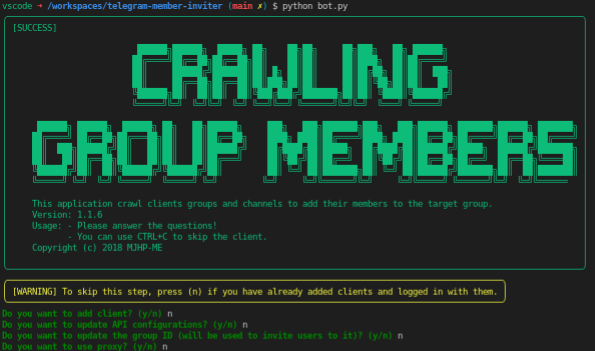 vscode → /workspaces/telegram-member-inviter (main ✗) $ python bot.py
[SUCCESS]
CRAWLING
GROUP MEMBERS
This application crawl clients groups and channels to add their members to the target group.
Version: 1.1.6
Usage: - Please answer the questions!
- You can use CTRL+C to skip the client.
Copyright (c) 2018 MJHP-ME
[WARNING] To skip this step, press (n) if you have already added clients and logged in with them.
Do you want to add client? (y/n) n
Do you want to update API configurations? (y/n) n
Do you want to update the group ID (will be used to invite users to it)? (y/n) n
Do you want to use proxy? (y/n) n